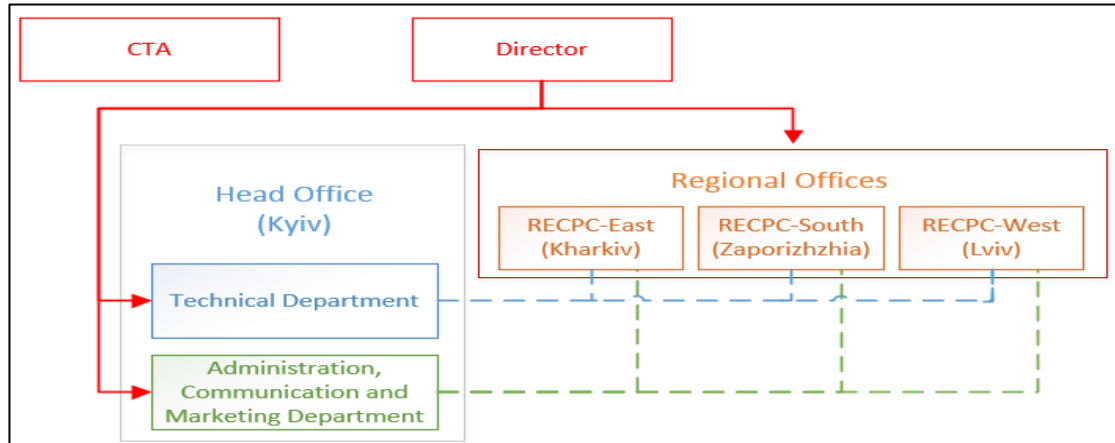 CTA
Director
Head Office
(Kyiv)
Regional Offices
RECPC-East
(Kharkiv)
RECPC-South
(Zaporizhzhia)
RECPC-West
(Lviv)
Technical Department
Administration,
Communication and
Marketing Department